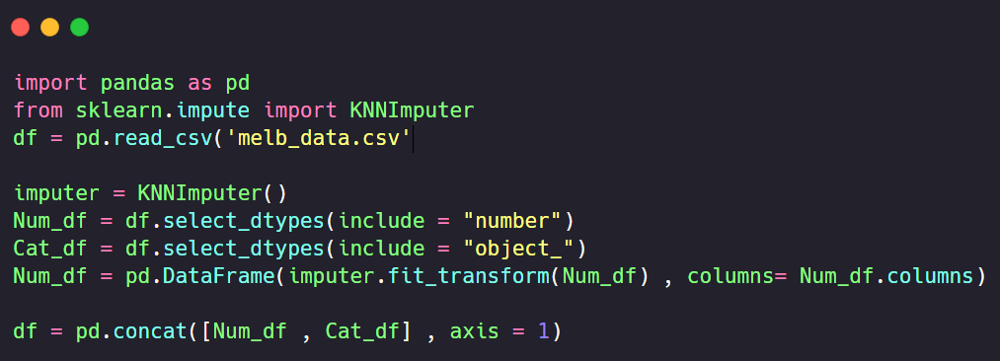 import pandas as pd
from sklearn.impute import KNNImputer
df = pd.read_csv('melb_data.csv'
imputer = KNNImputer()
Num_df = df.select_dtypes(include = "number")
Cat_df = df.select_dtypes(include = "object_")
Num_df = pd.DataFrame(imputer.fit_transform(Num_df) , columns= Num_df.columns)
df = pd.concat([Num_df , Cat_df] , axis = 1)